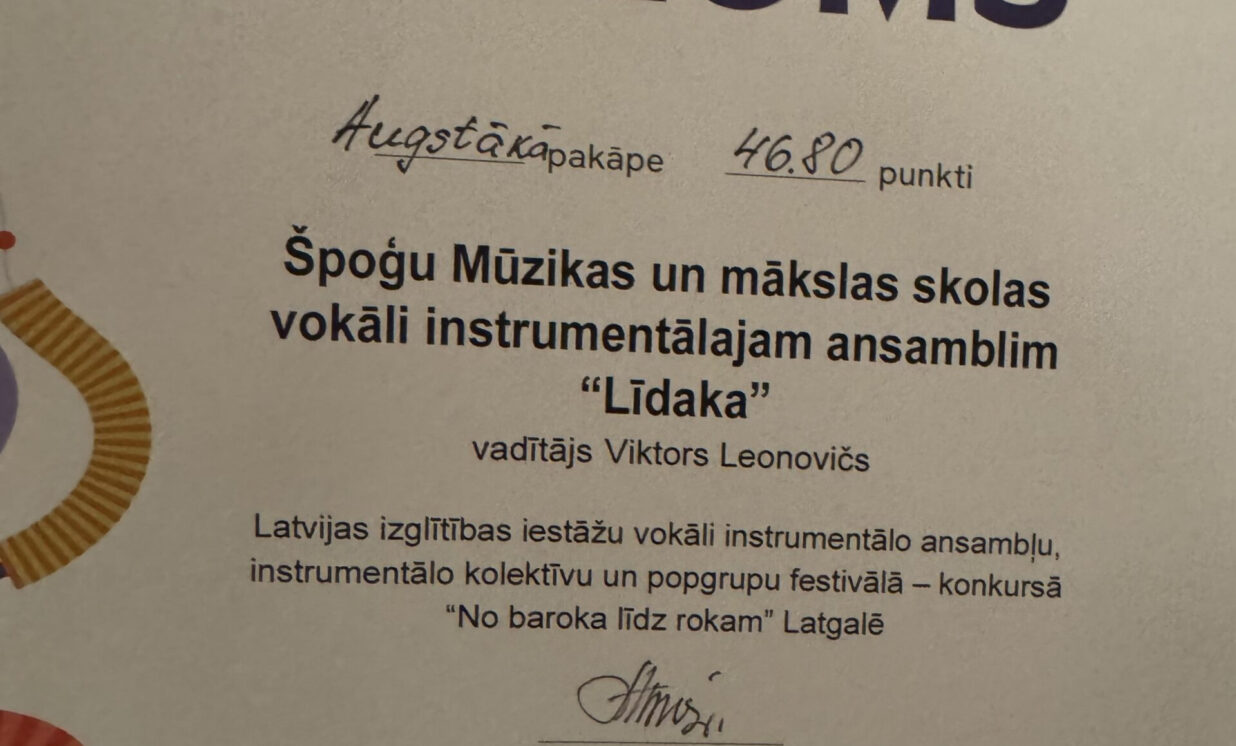 Augstākā pakāpe 46.80 punkti
Špoģu Mūzikas un mākslas skolas
vokāli instrumentālajam ansamblim
“Līdaka”
vadītājs Viktors Leonovičs
Latvijas izglītības iestāžu vokāli instrumentālo ansambļu,
instrumentālo kolektīvu un popgrupu festivālā – konkursā
“No baroka līdz rokam” Latgalē